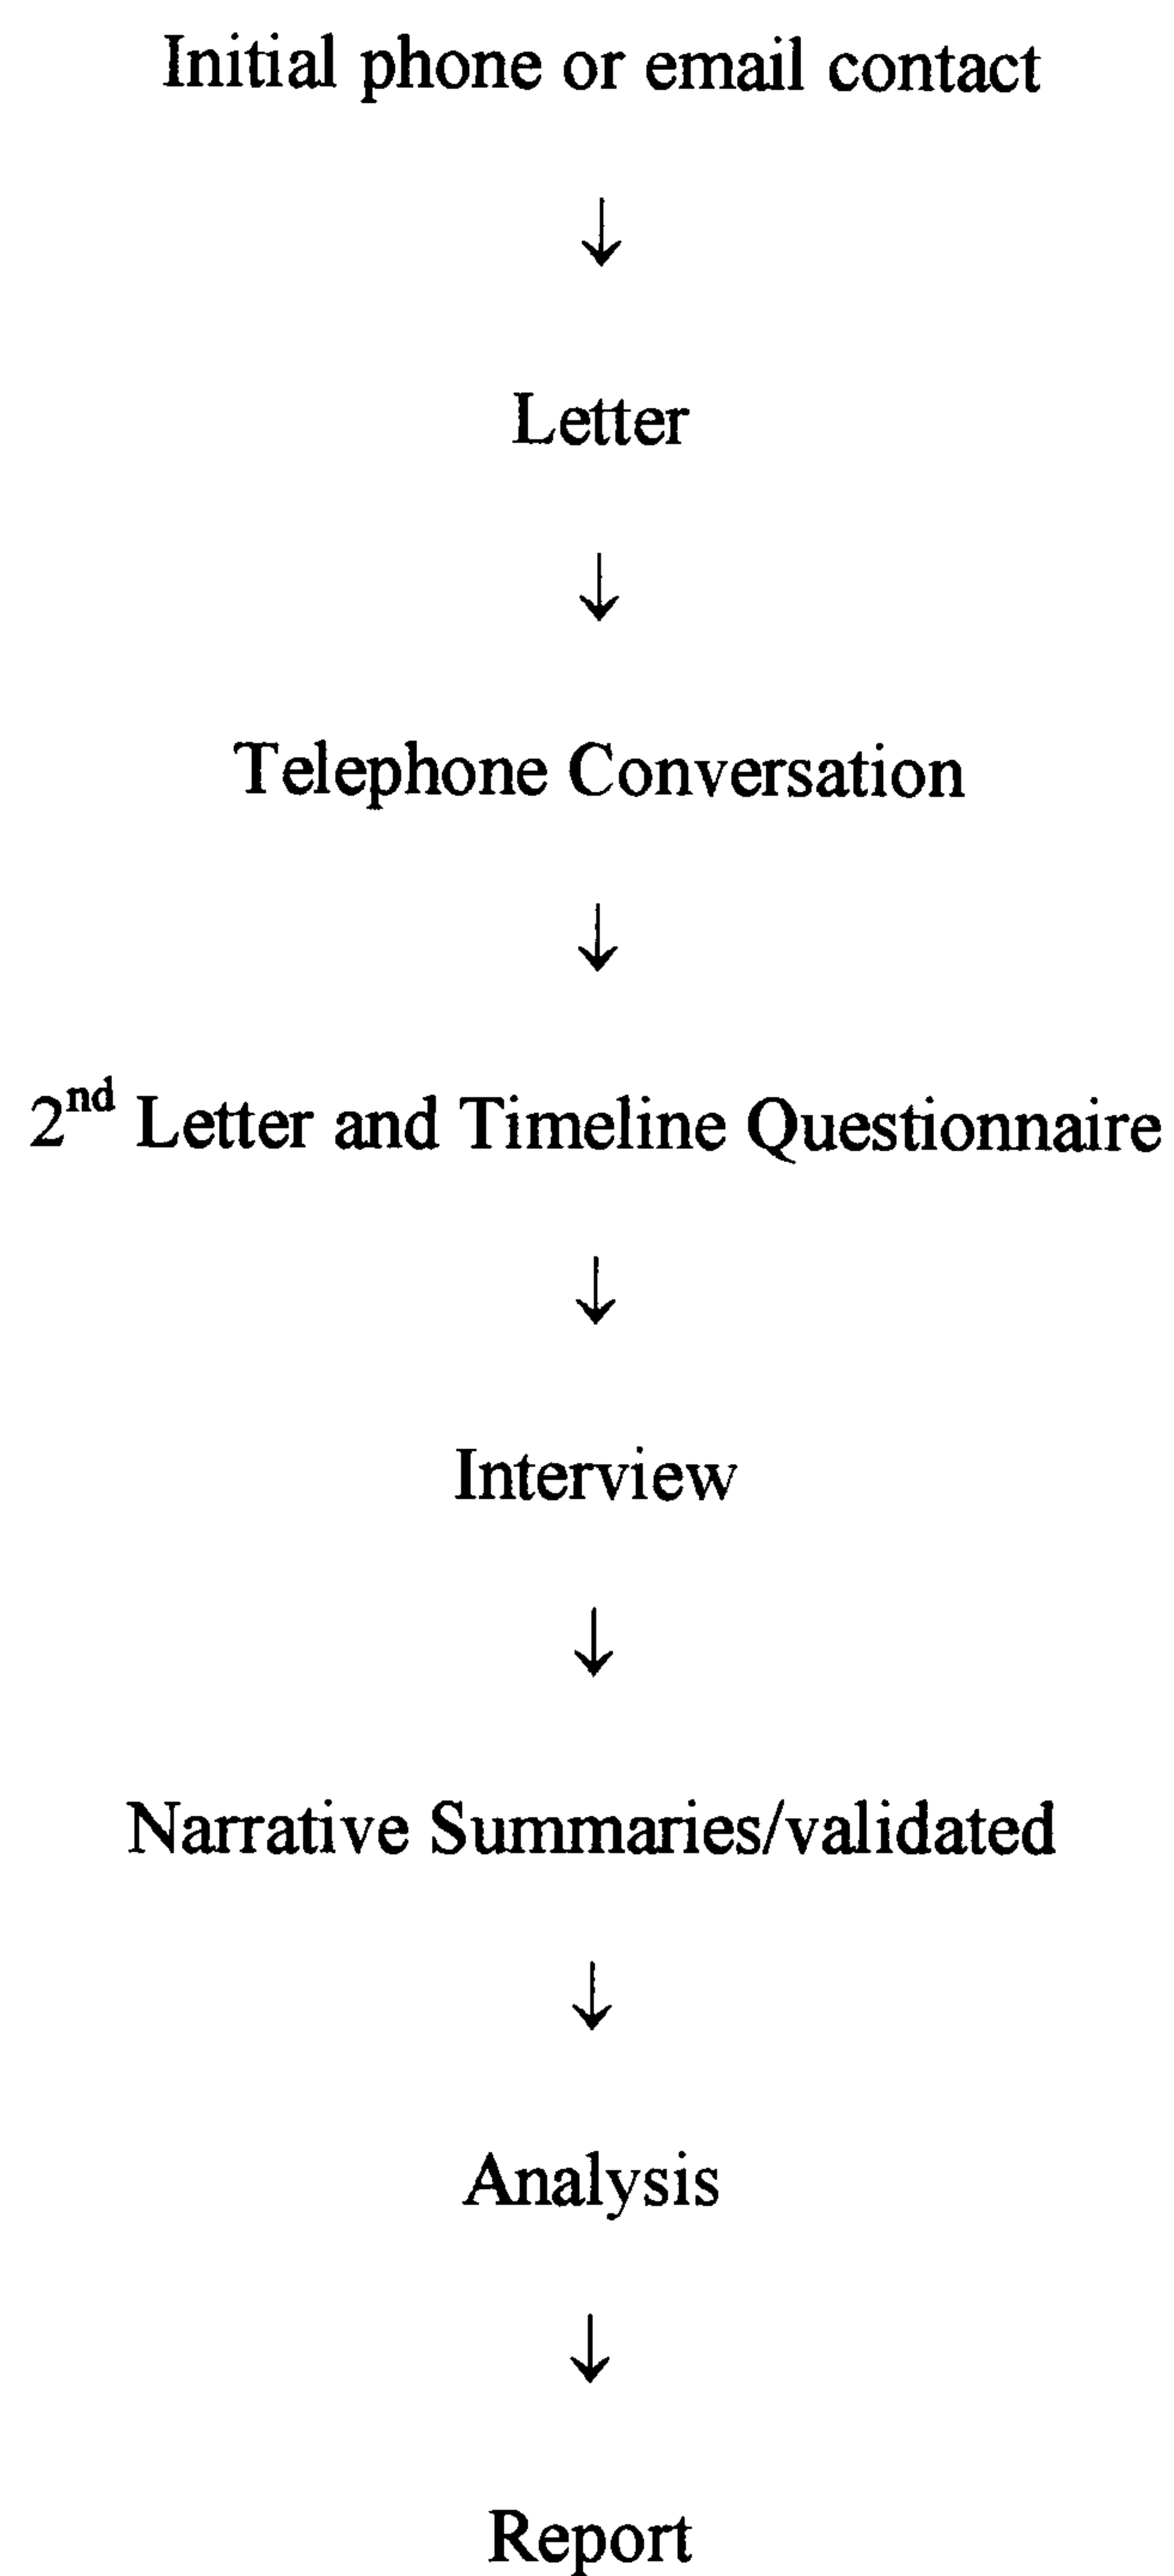 Initial phone or email contact
↓
Letter
↓
Telephone Conversation
↓
2nd Letter and Timeline Questionnaire
↓
Interview
↓
Narrative Summaries/validated
↓
Analysis
↓
Report